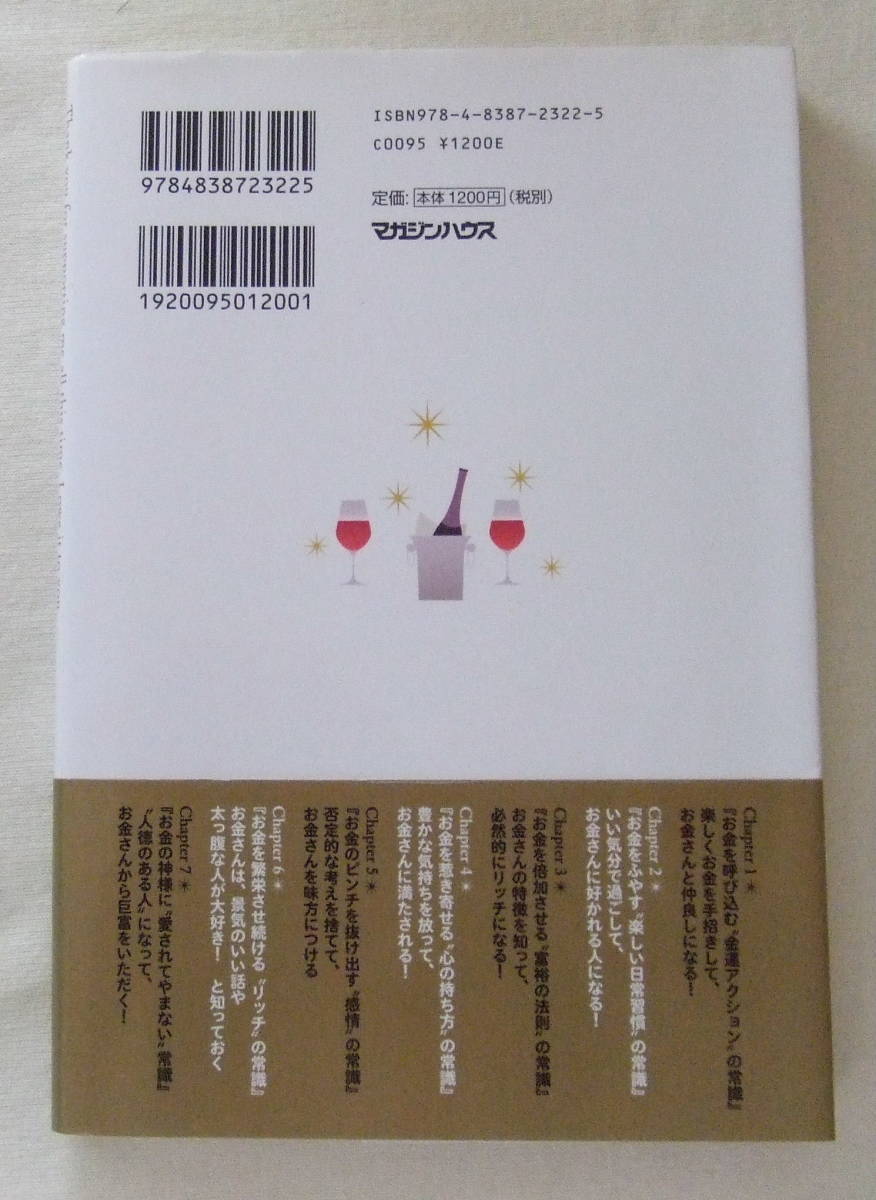 ISBN978-4-8387-2322-5
C0095 ¥1200E
9784838723225
定価: 本体1200円 (税別)
マガジンハウス
1920095012001
Chapter 1 ＊
『お金を呼び込む〝金運アクション〟の常識』
楽しくお金を手招きして、
お金さんと仲良しになる！
Chapter 2 ＊
『お金をふやす〝楽しい日常習慣〟の常識』
いい気分で過ごして、
お金さんに好かれる人になる！
Chapter 3 ＊
『お金を倍加させる〝富裕の法則〟の常識』
お金さんの特徴を知って、
必然的にリッチになる！
Chapter 4 ＊
『お金を惹き寄せる〝心の持ち方〟の常識』
豊かな気持ちを放って、
お金さんに満たされる！
Chapter 5 ＊
『お金のピンチを抜け出す〝感情〟の常識』
否定的な考えを捨てて、
お金さんを味方につける
Chapter 6 ＊
『お金を繁栄させ続ける〝リッチ〟の常識』
お金さんは、景気のいい話や
太っ腹な人が大好き！　と知っておく
Chapter 7 ＊
『お金の神様に〝愛されてやまない〟常識』
〝人徳のある人〟になって、
お金さんから巨富をいただく！